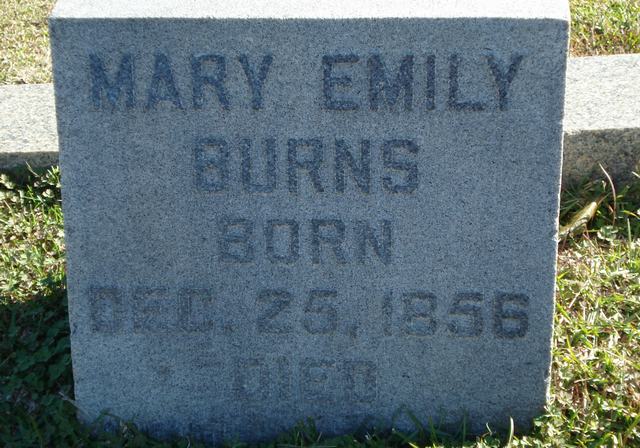 MARY EMILY
BURNS
BORN
DEC. 25, 1856
DIED